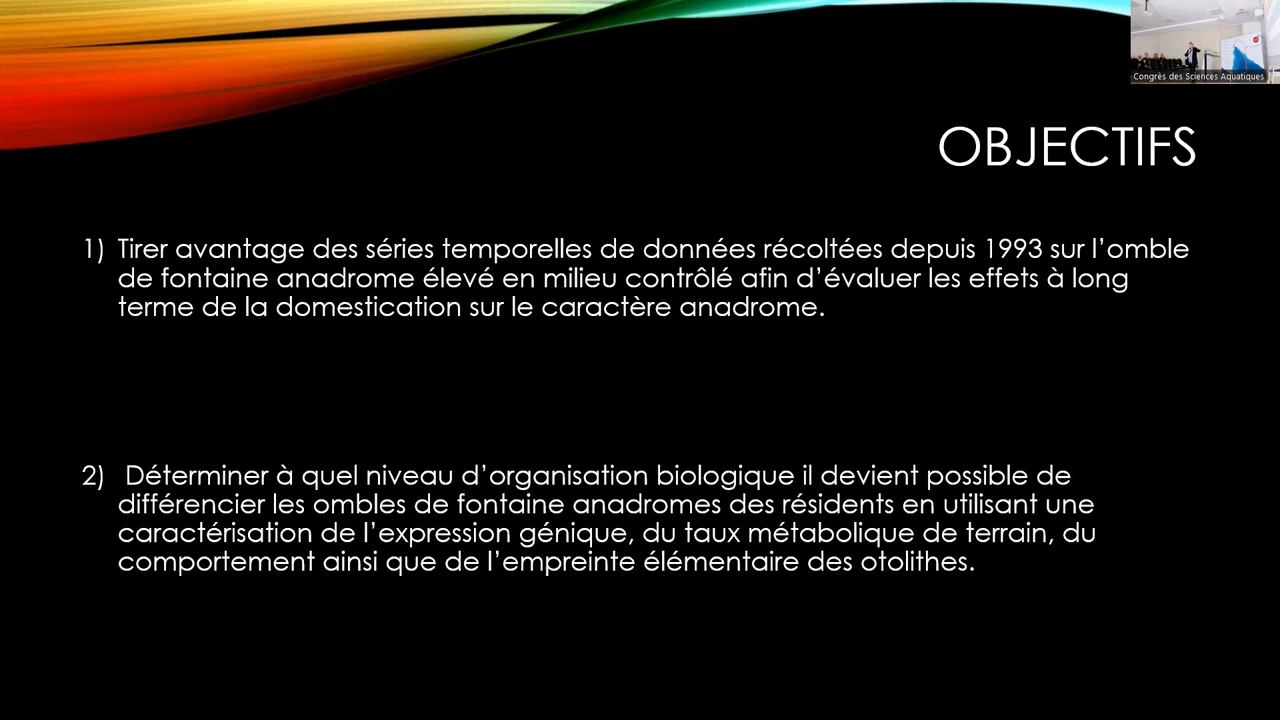 Congrès des Sciences Aquatiques
OBJECTIFS
1) Tirer avantage des séries temporelles de données récoltées depuis 1993 sur l’omble
de fontaine anadrome élevé en milieu contrôlé afin d’évaluer les effets à long
terme de la domestication sur le caractère anadrome.
2) Déterminer à quel niveau d’organisation biologique il devient possible de
différencier les ombles de fontaine anadromes des résidents en utilisant une
caractérisation de l’expression génique, du taux métabolique de terrain, du
comportement ainsi que de l’empreinte élémentaire des otolithes.